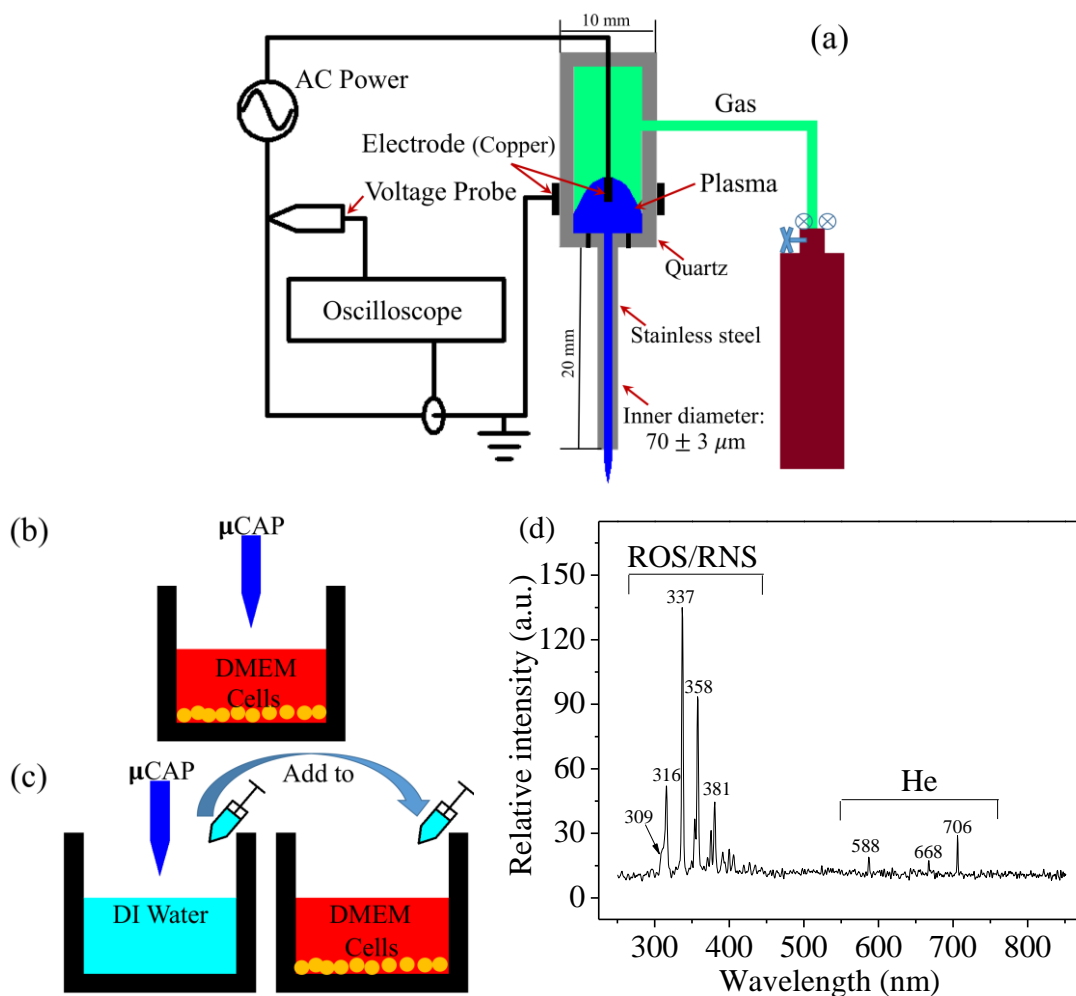 10 mm
(a)
AC Power
Gas
Electrode (Copper)
Plasma
Voltage Probe
Quartz
Oscilloscope
Stainless steel
20 mm
Inner diameter:
70 ± 3 μm
(b)
μCAP
DMEM
Cells
(c)
μCAP
Add to
DI Water
DMEM
Cells
(d)
ROS/RNS
150
337
120
358
90
Relative intensity (a.u.)
60
316
381
He
309
706
30
588
668
0
300 400 500 600 700 800
Wavelength (nm)